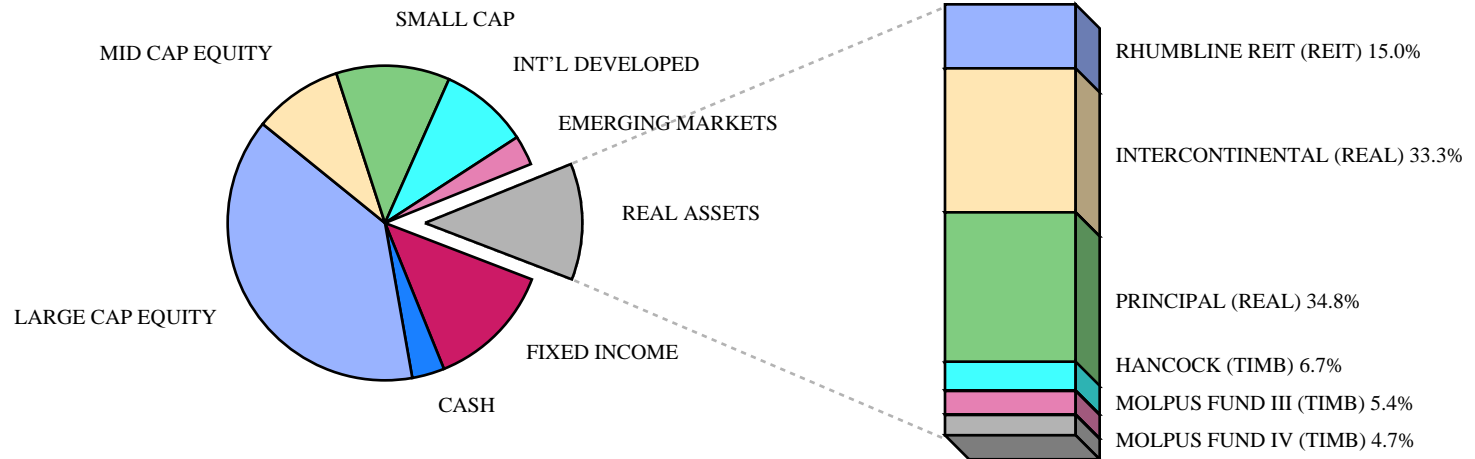 SMALL CAP
MID CAP EQUITY
INT'L DEVELOPED
EMERGING MARKETS
REAL ASSETS
LARGE CAP EQUITY
FIXED INCOME
CASH
RHUMBLINE REIT (REIT) 15.0%
INTERCONTINENTAL (REAL) 33.3%
PRINCIPAL (REAL) 34.8%
HANCOCK (TIMB) 6.7%
MOLPUS FUND III (TIMB) 5.4%
MOLPUS FUND IV (TIMB) 4.7%